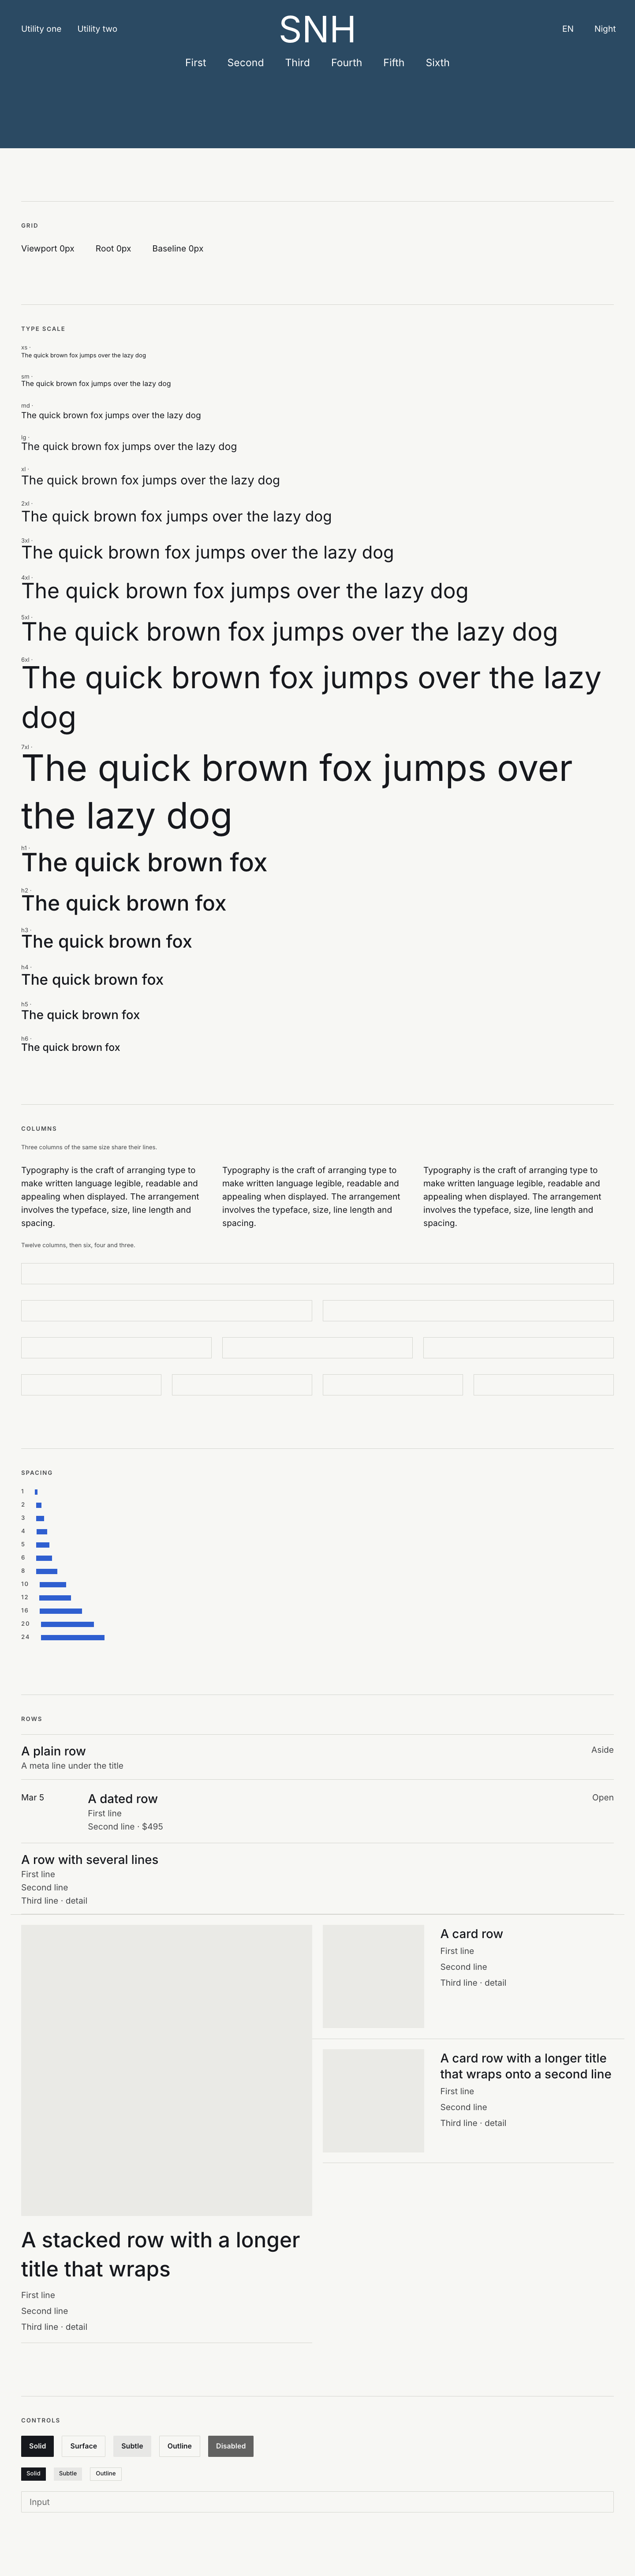 Utility one Utility two SNH EN Night
First Second Third Fourth Fifth Sixth
GRID
Viewport 0px Root 0px Baseline 0px
TYPE SCALE
xs ·
The quick brown fox jumps over the lazy dog
sm ·
The quick brown fox jumps over the lazy dog
md ·
The quick brown fox jumps over the lazy dog
lg ·
The quick brown fox jumps over the lazy dog
xl ·
The quick brown fox jumps over the lazy dog
2xl ·
The quick brown fox jumps over the lazy dog
3xl ·
The quick brown fox jumps over the lazy dog
4xl ·
The quick brown fox jumps over the lazy dog
5xl ·
The quick brown fox jumps over the lazy dog
6xl ·
The quick brown fox jumps over the lazy
dog
7xl ·
The quick brown fox jumps over
the lazy dog
h1 ·
The quick brown fox
h2 ·
The quick brown fox
h3 ·
The quick brown fox
h4 ·
The quick brown fox
h5 ·
The quick brown fox
h6 ·
The quick brown fox
COLUMNS
Three columns of the same size share their lines.
Typography is the craft of arranging type to
make written language legible, readable and
appealing when displayed. The arrangement
involves the typeface, size, line length and
spacing.
Typography is the craft of arranging type to
make written language legible, readable and
appealing when displayed. The arrangement
involves the typeface, size, line length and
spacing.
Typography is the craft of arranging type to
make written language legible, readable and
appealing when displayed. The arrangement
involves the typeface, size, line length and
spacing.
Twelve columns, then six, four and three.
SPACING
1
2
3
4
5
6
8
10
12
16
20
24
ROWS
A plain row Aside
A meta line under the title
Mar 5 A dated row Open
First line
Second line · $495
A row with several lines
First line
Second line
Third line · detail
A card row
First line
Second line
Third line · detail
A card row with a longer title
that wraps onto a second line
First line
Second line
Third line · detail
A stacked row with a longer
title that wraps
First line
Second line
Third line · detail
CONTROLS
Solid Surface Subtle Outline Disabled
Solid Subtle Outline
Input